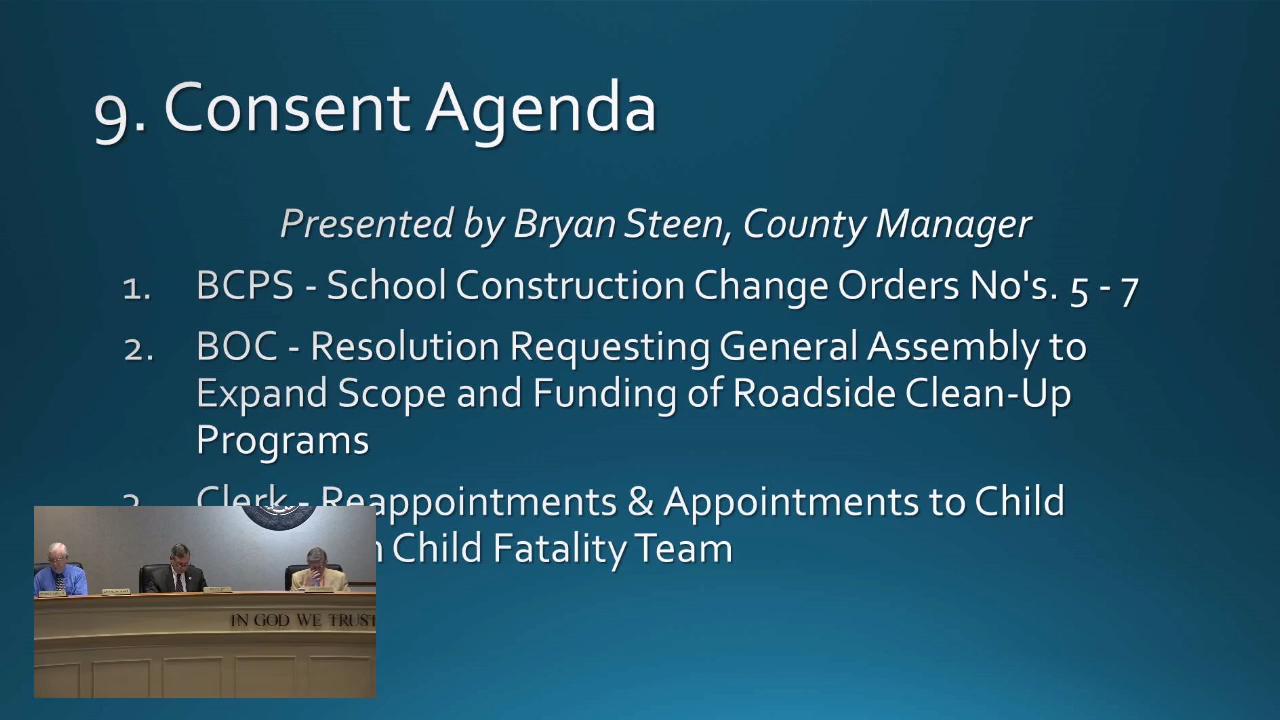 9. Consent Agenda
Presented by Bryan Steen, County Manager
1. BCPS - School Construction Change Orders No's. 5 - 7
2. BOC - Resolution Requesting General Assembly to
Expand Scope and Funding of Roadside Clean-Up
Programs
3. Clerk - Reappointments & Appointments to Child
Child Fatality Team
IN GOD WE TRUST